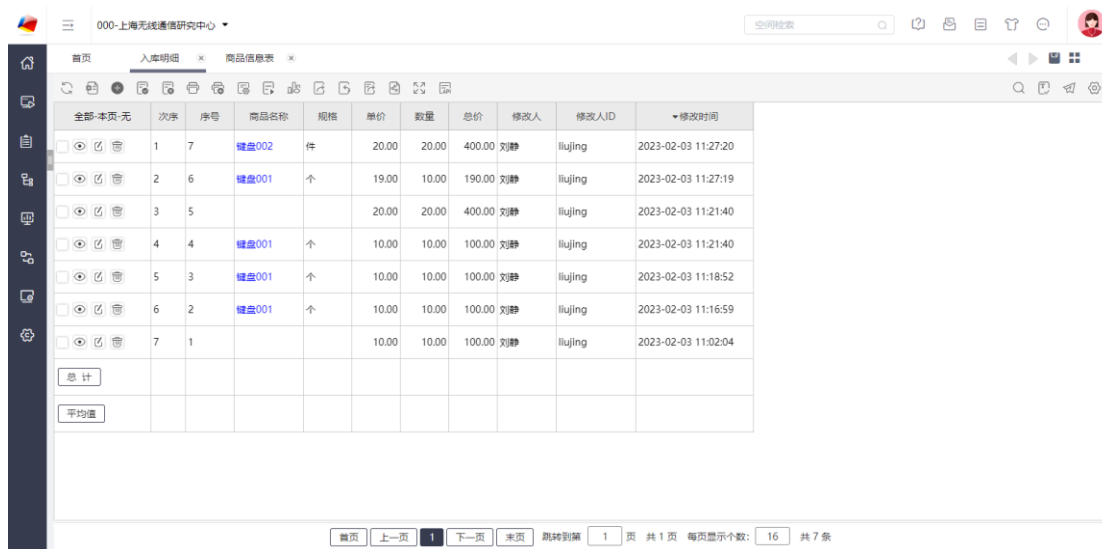 000-上海无线通信研究中心 ▼ 空间检索
首页 入库明细 × 商品信息表 ×
全部-本页-无 次序 序号 商品名称 规格 单价 数量 总价 修改人 修改人ID ▼修改时间
1 7 键盘002 件 20.00 20.00 400.00 刘静 liujing 2023-02-03 11:27:20
2 6 键盘001 个 19.00 10.00 190.00 刘静 liujing 2023-02-03 11:27:19
3 5 20.00 20.00 400.00 刘静 liujing 2023-02-03 11:21:40
4 4 键盘001 个 10.00 10.00 100.00 刘静 liujing 2023-02-03 11:21:40
5 3 键盘001 个 10.00 10.00 100.00 刘静 liujing 2023-02-03 11:18:52
6 2 键盘001 个 10.00 10.00 100.00 刘静 liujing 2023-02-03 11:16:59
7 1 10.00 10.00 100.00 刘静 liujing 2023-02-03 11:02:04
总 计
平均值
首页 上一页 1 下一页 末页 跳转到第 1 页 共 1 页 每页显示个数: 16 共 7 条